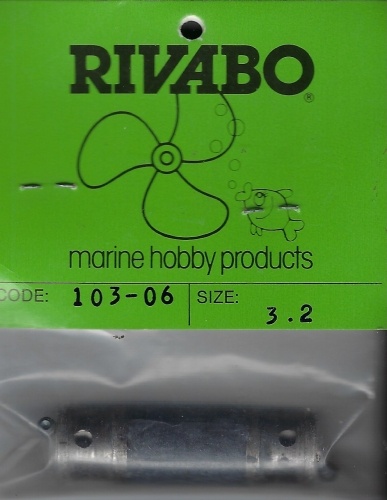 RIVABO®
marine hobby products
CODE: 103-06 SIZE: 3.2